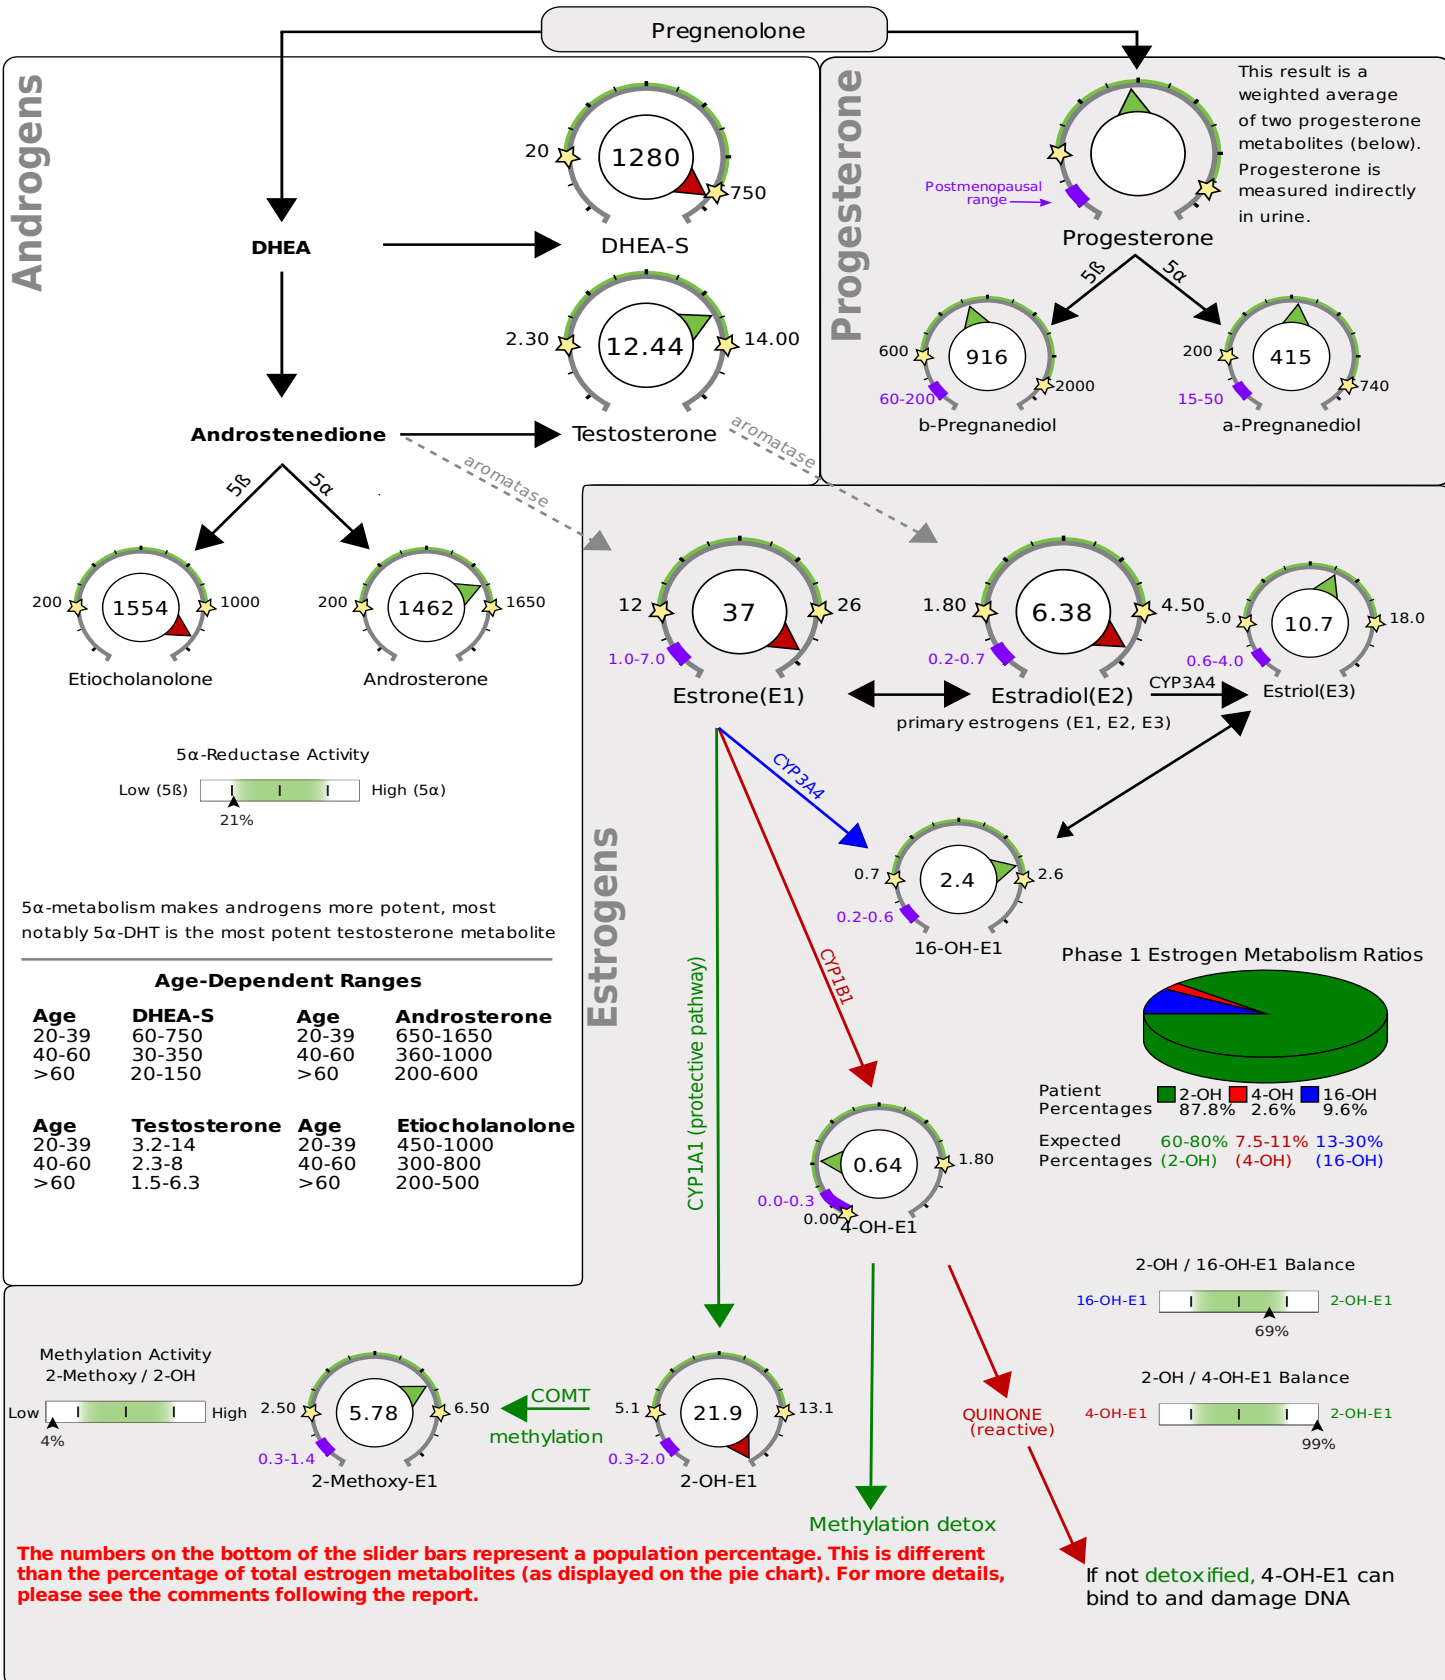 Pregnenolone
Androgens
20
1280
750
DHEA-S
DHEA
2.30
12.44
14.00
Testosterone
Androstenedione
aromatase
aromatase
5ß
5α
200
1554
1000
Etiocholanolone
200
1462
1650
Androsterone
5α-Reductase Activity
Low (5ß)
High (5α)
21%
5α-metabolism makes androgens more potent, most
notably 5α-DHT is the most potent testosterone metabolite
Age-Dependent Ranges
Age DHEA-S Age Androsterone
20-39 60-750 20-39 650-1650
40-60 30-350 40-60 360-1000
>60 20-150 >60 200-600
Age Testosterone Age Etiocholanolone
20-39 3.2-14 20-39 450-1000
40-60 2.3-8 40-60 300-800
>60 1.5-6.3 >60 200-500
Progesterone
This result is a
weighted average
of two progesterone
metabolites (below).
Progesterone is
measured indirectly
in urine.
Postmenopausal
range
Progesterone
5ß
5α
600
916
2000
60-200
b-Pregnanediol
200
415
740
15-50
a-Pregnanediol
Estrogens
12
37
26
1.0-7.0
Estrone(E1)
1.80
6.38
4.50
0.2-0.7
Estradiol(E2)
CYP3A4
5.0
10.7
18.0
0.6-4.0
Estriol(E3)
primary estrogens (E1, E2, E3)
CYP3A4
0.7
2.4
2.6
0.2-0.6
16-OH-E1
CYP1B1
CYP1A1 (protective pathway)
Phase 1 Estrogen Metabolism Ratios
Patient
Percentages
2-OH 4-OH 16-OH
87.8% 2.6% 9.6%
Expected
Percentages
60-80% 7.5-11% 13-30%
(2-OH) (4-OH) (16-OH)
0.64
1.80
0.0-0.3
0.00
4-OH-E1
2-OH / 16-OH-E1 Balance
16-OH-E1
2-OH-E1
69%
2-OH / 4-OH-E1 Balance
4-OH-E1
2-OH-E1
99%
Methylation Activity
2-Methoxy / 2-OH
Low
High
4%
2.50
5.78
6.50
0.3-1.4
2-Methoxy-E1
COMT
methylation
5.1
21.9
13.1
0.3-2.0
2-OH-E1
QUINONE
(reactive)
Methylation detox
If not detoxified, 4-OH-E1 can
bind to and damage DNA
The numbers on the bottom of the slider bars represent a population percentage. This is different
than the percentage of total estrogen metabolites (as displayed on the pie chart). For more details,
please see the comments following the report.